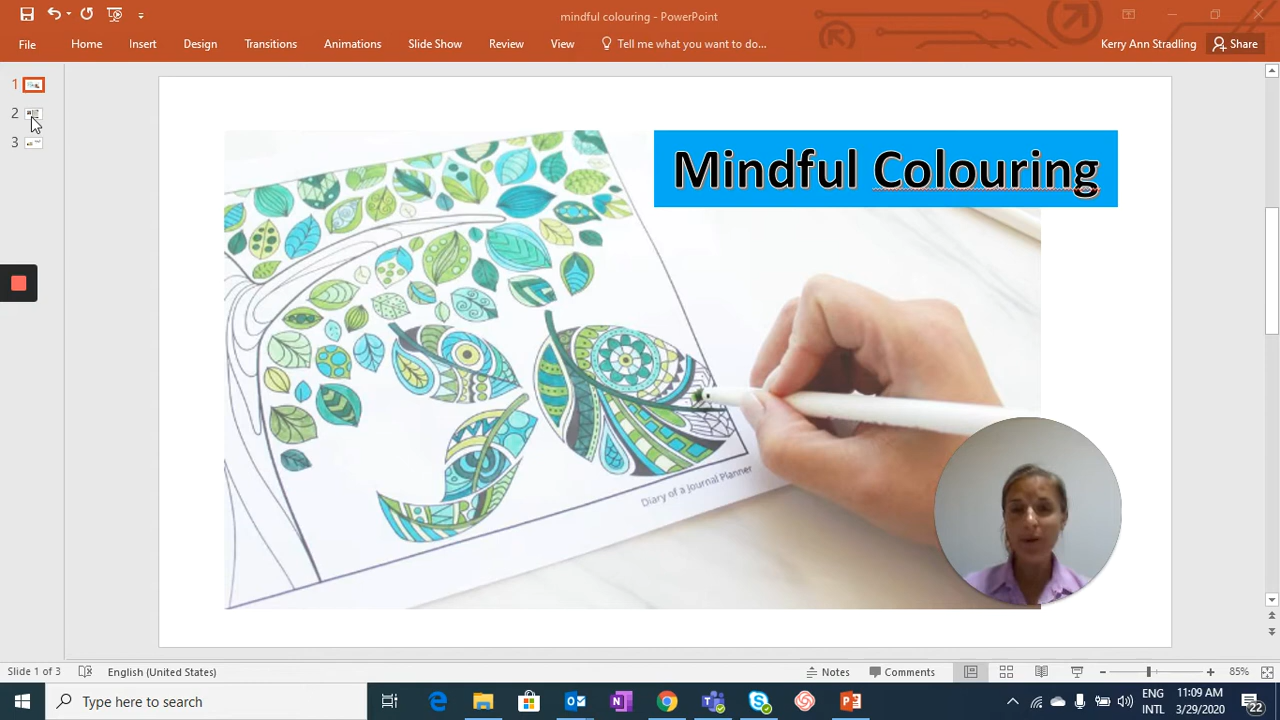 mindful colouring - PowerPoint
File Home Insert Design Transitions Animations Slide Show Review View Tell me what you want to do... Kerry Ann Stradling Share
1
2
3
Mindful Colouring
Diary of a Journal Planner
Slide 1 of 3 English (United States) Notes Comments 85%
Type here to search
ENG
INTL
11:09 AM
3/29/2020
22